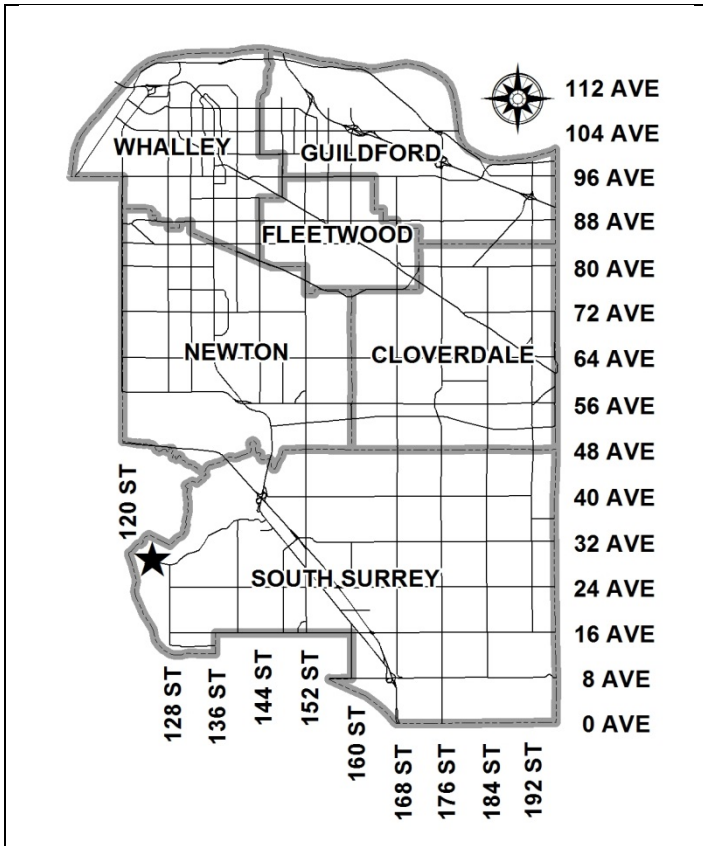 112 AVE
104 AVE
WHALLEY
GUILDFORD
96 AVE
88 AVE
FLEETWOOD
80 AVE
72 AVE
NEWTON
CLOVERDALE
64 AVE
56 AVE
48 AVE
120 ST
40 AVE
32 AVE
SOUTH SURREY
24 AVE
16 AVE
8 AVE
0 AVE
128 ST
136 ST
144 ST
152 ST
160 ST
168 ST
176 ST
184 ST
192 ST